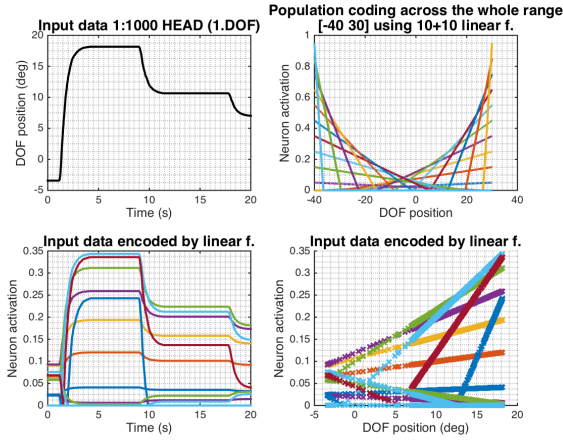 Input data 1:1000 HEAD (1.DOF)
DOF position (deg)
20
15
10
5
0
-5
0 5 10 15 20
Time (s)
Population coding across the whole range
[-40 30] using 10+10 linear f.
Neuron activation
1
0.8
0.6
0.4
0.2
0
-40 -20 0 20 40
DOF position
Input data encoded by linear f.
Neuron activation
0.35
0.3
0.25
0.2
0.15
0.1
0.05
0
0 5 10 15 20
Time (s)
Input data encoded by linear f.
Neuron activation
0.35
0.3
0.25
0.2
0.15
0.1
0.05
0
-5 0 5 10 15 20
DOF position (deg)